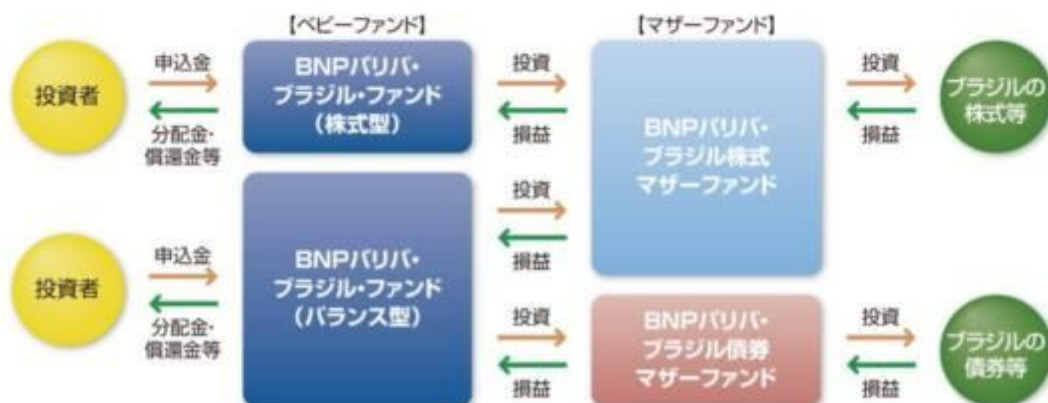 【ベビーファンド】
【マザーファンド】
投資者
申込金
分配金・
償還金等
BNPパリバ・
ブラジル・ファンド
(株式型)
投資
損益
BNPパリバ・
ブラジル株式
マザーファンド
投資
損益
ブラジルの
株式等
投資
損益
投資者
申込金
分配金・
償還金等
BNPパリバ・
ブラジル・ファンド
(バランス型)
投資
損益
BNPパリバ・
ブラジル債券
マザーファンド
投資
損益
ブラジルの
債券等